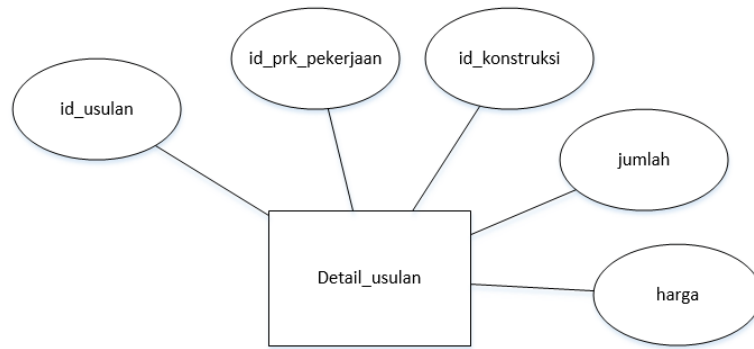 id_prk_pekerjaan
id_konstruksi
id_usulan
jumlah
Detail_usulan
harga